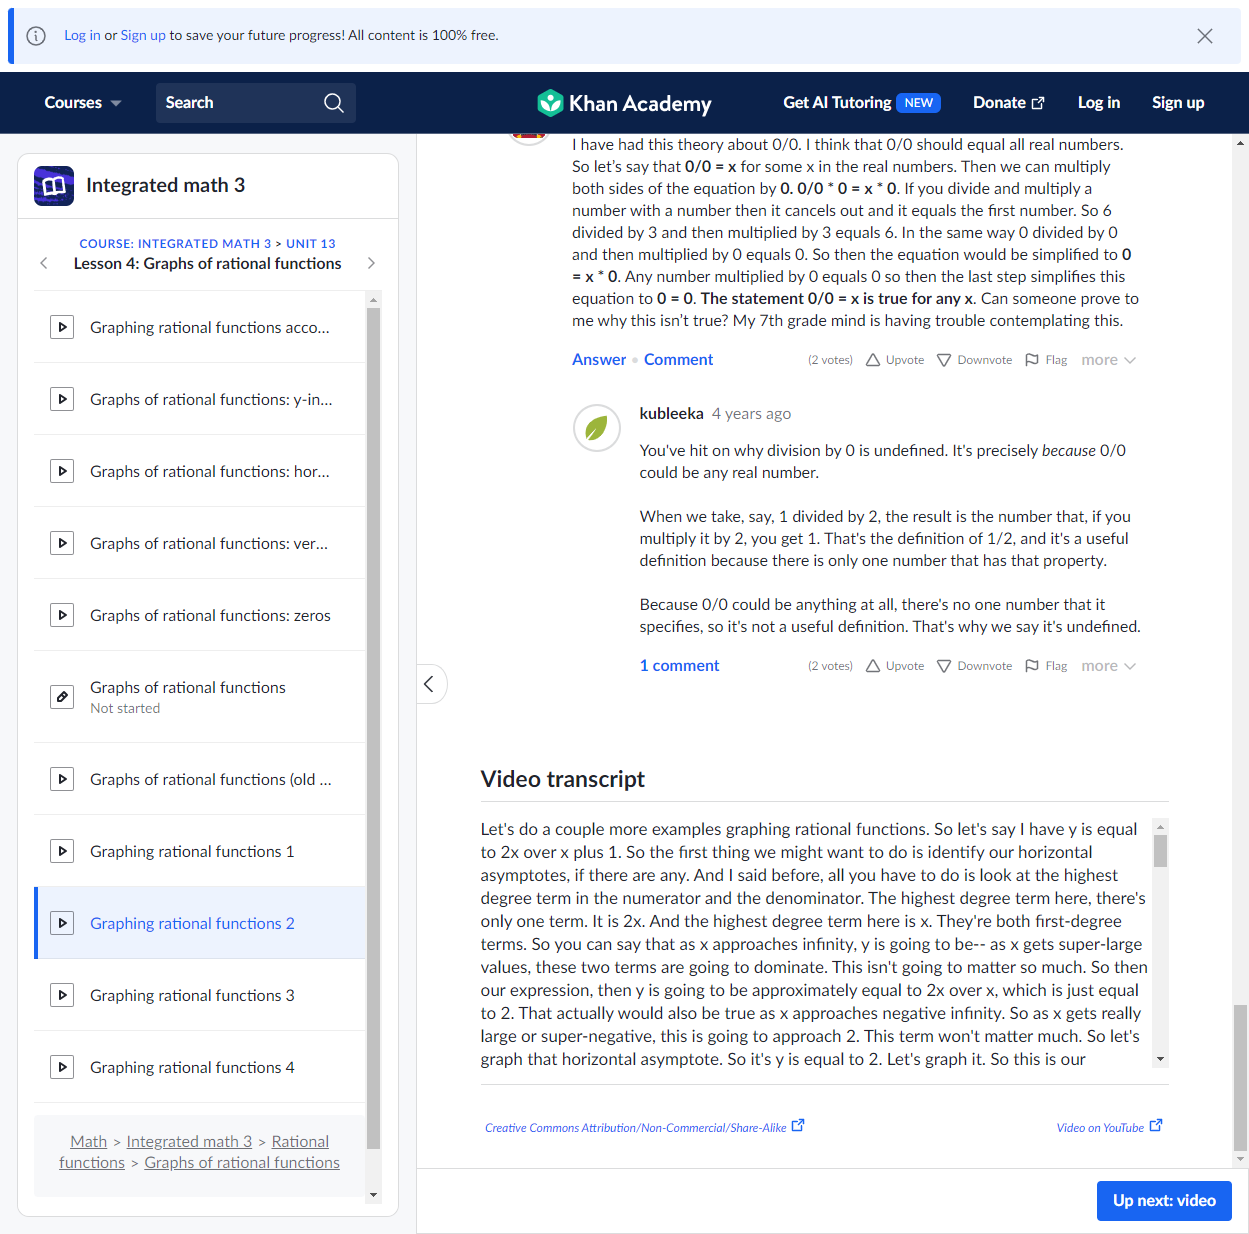 Log in or Sign up to save your future progress! All content is 100% free.
Courses
Search
Khan Academy
Get AI Tutoring NEW
Donate
Log in
Sign up
Integrated math 3
COURSE: INTEGRATED MATH 3 > UNIT 13
Lesson 4: Graphs of rational functions
Graphing rational functions acco...
Graphs of rational functions: y-in...
Graphs of rational functions: hor...
Graphs of rational functions: ver...
Graphs of rational functions: zeros
Graphs of rational functions
Not started
Graphs of rational functions (old ...
Graphing rational functions 1
Graphing rational functions 2
Graphing rational functions 3
Graphing rational functions 4
Math > Integrated math 3 > Rational
functions > Graphs of rational functions
I have had this theory about 0/0. I think that 0/0 should equal all real numbers.
So let's say that 0/0 = x for some x in the real numbers. Then we can multiply
both sides of the equation by 0. 0/0 * 0 = x * 0. If you divide and multiply a
number with a number then it cancels out and it equals the first number. So 6
divided by 3 and then multiplied by 3 equals 6. In the same way 0 divided by 0
and then multiplied by 0 equals 0. So then the equation would be simplified to 0
= x * 0. Any number multiplied by 0 equals 0 so then the last step simplifies this
equation to 0 = 0. The statement 0/0 = x is true for any x. Can someone prove to
me why this isn't true? My 7th grade mind is having trouble contemplating this.
Answer • Comment
(2 votes) Upvote Downvote Flag more
kubleeka 4 years ago
You've hit on why division by 0 is undefined. It's precisely because 0/0
could be any real number.
When we take, say, 1 divided by 2, the result is the number that, if you
multiply it by 2, you get 1. That's the definition of 1/2, and it's a useful
definition because there is only one number that has that property.
Because 0/0 could be anything at all, there's no one number that it
specifies, so it's not a useful definition. That's why we say it's undefined.
1 comment
(2 votes) Upvote Downvote Flag more
Video transcript
Let's do a couple more examples graphing rational functions. So let's say I have y is equal
to 2x over x plus 1. So the first thing we might want to do is identify our horizontal
asymptotes, if there are any. And I said before, all you have to do is look at the highest
degree term in the numerator and the denominator. The highest degree term here, there's
only one term. It is 2x. And the highest degree term here is x. They're both first-degree
terms. So you can say that as x approaches infinity, y is going to be-- as x gets super-large
values, these two terms are going to dominate. This isn't going to matter so much. So then
our expression, then y is going to be approximately equal to 2x over x, which is just equal
to 2. That actually would also be true as x approaches negative infinity. So as x gets really
large or super-negative, this is going to approach 2. This term won't matter much. So let's
graph that horizontal asymptote. So it's y is equal to 2. Let's graph it. So this is our
Creative Commons Attribution/Non-Commercial/Share-Alike
Video on YouTube
Up next: video